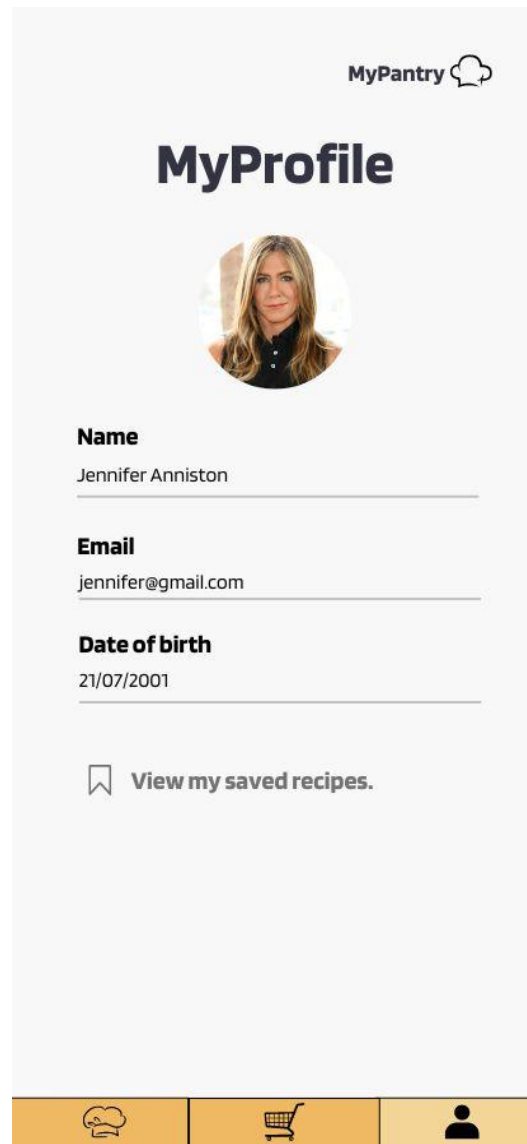 MyPantry
MyProfile
Name
Jennifer Anniston
Email
jennifer@gmail.com
Date of birth
21/07/2001
View my saved recipes.